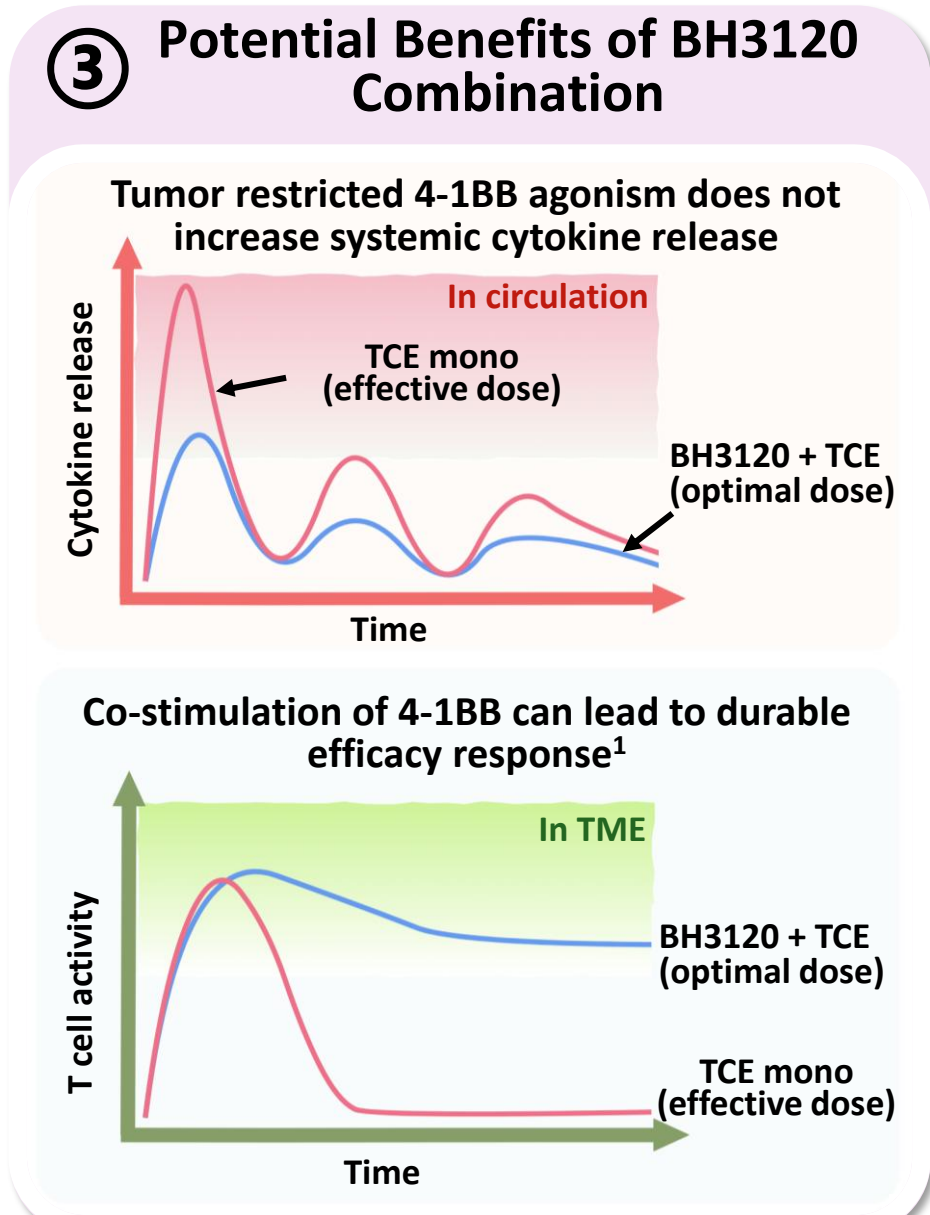 ③ Potential Benefits of BH3120
Combination
Tumor restricted 4-1BB agonism does not
increase systemic cytokine release
In circulation
TCE mono
(effective dose)
BH3120 + TCE
(optimal dose)
Cytokine release
Time
Co-stimulation of 4-1BB can lead to durable
efficacy response¹
In TME
BH3120 + TCE
(optimal dose)
TCE mono
(effective dose)
T cell activity
Time